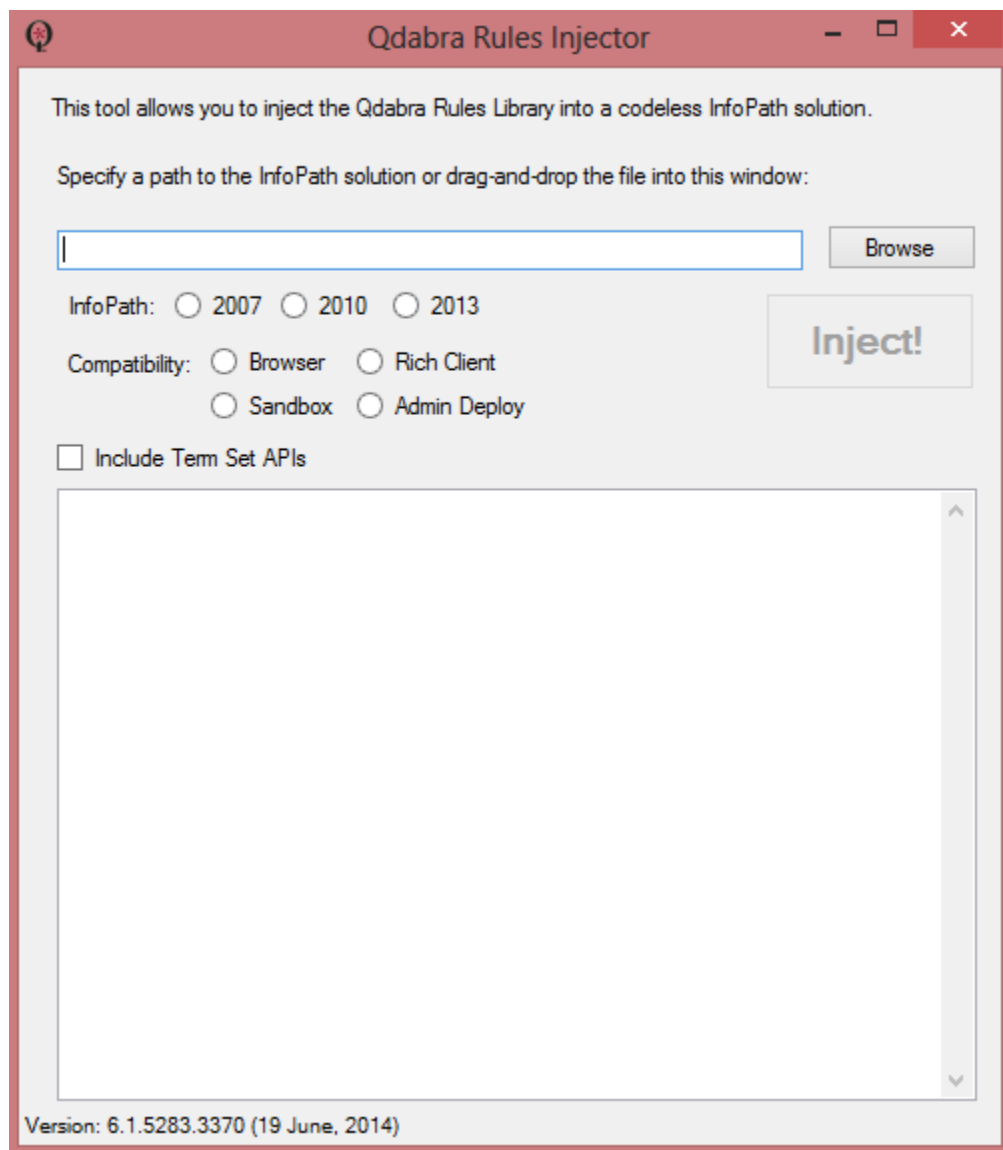 Qdabra Rules Injector
This tool allows you to inject the Qdabra Rules Library into a codeless InfoPath solution.
Specify a path to the InfoPath solution or drag-and-drop the file into this window:
Browse
InfoPath: 2007 2010 2013
Inject!
Compatibility: Browser Rich Client
Sandbox Admin Deploy
Include Term Set APIs
Version: 6.1.5283.3370 (19 June, 2014)